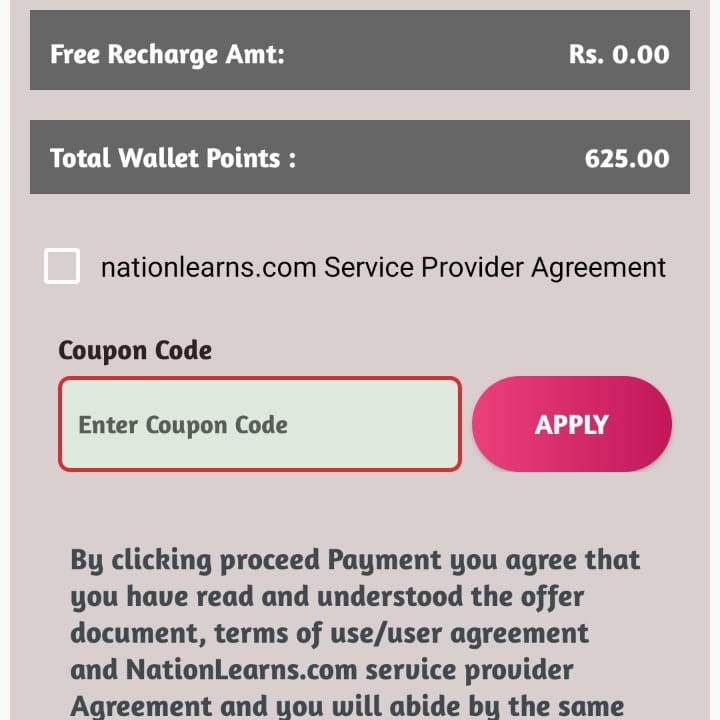 Free Recharge Amt: Rs. 0.00
Total Wallet Points : 625.00
nationlearns.com Service Provider Agreement
Coupon Code
Enter Coupon Code APPLY
By clicking proceed Payment you agree that
you have read and understood the offer
document, terms of use/user agreement
and NationLearns.com service provider
Agreement and you will abide by the same